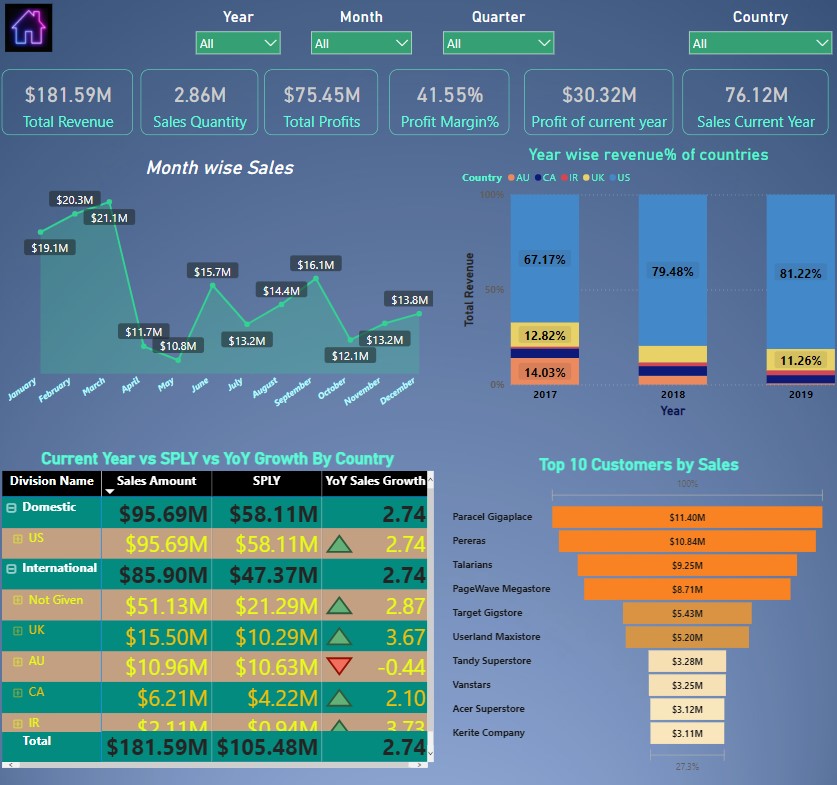 Year Month Quarter Country
All All All All
$181.59M 2.86M $75.45M 41.55% $30.32M 76.12M
Total Revenue Sales Quantity Total Profits Profit Margin% Profit of current year Sales Current Year
Month wise Sales
$19.1M
$20.3M
$21.1M
$11.7M
$10.8M
$15.7M
$13.2M
$14.4M
$16.1M
$12.1M
$13.2M
$13.8M
January February March April May June July August September October November December
Year wise revenue% of countries
Country AU CA IR UK US
Total Revenue
100%
50%
0%
67.17%
12.82%
14.03%
79.48%
81.22%
11.26%
2017 2018 2019
Year
Current Year vs SPLY vs YoY Growth By Country
Division Name Sales Amount SPLY YoY Sales Growth
Domestic $95.69M $58.11M 2.74
US $95.69M $58.11M 2.74
International $85.90M $47.37M 2.74
Not Given $51.13M $21.29M 2.87
UK $15.50M $10.29M 3.67
AU $10.96M $10.63M -0.44
CA $6.21M $4.22M 2.10
IR $2.11M $0.94M 3.73
Total $181.59M $105.48M 2.74
Top 10 Customers by Sales
100%
Paracel Gigaplace $11.40M
Pereras $10.84M
Talarians $9.25M
PageWave Megastore $8.71M
Target Gigstore $5.43M
Userland Maxistore $5.20M
Tandy Superstore $3.28M
Vanstars $3.25M
Acer Superstore $3.12M
Kerite Company $3.11M
27.3%